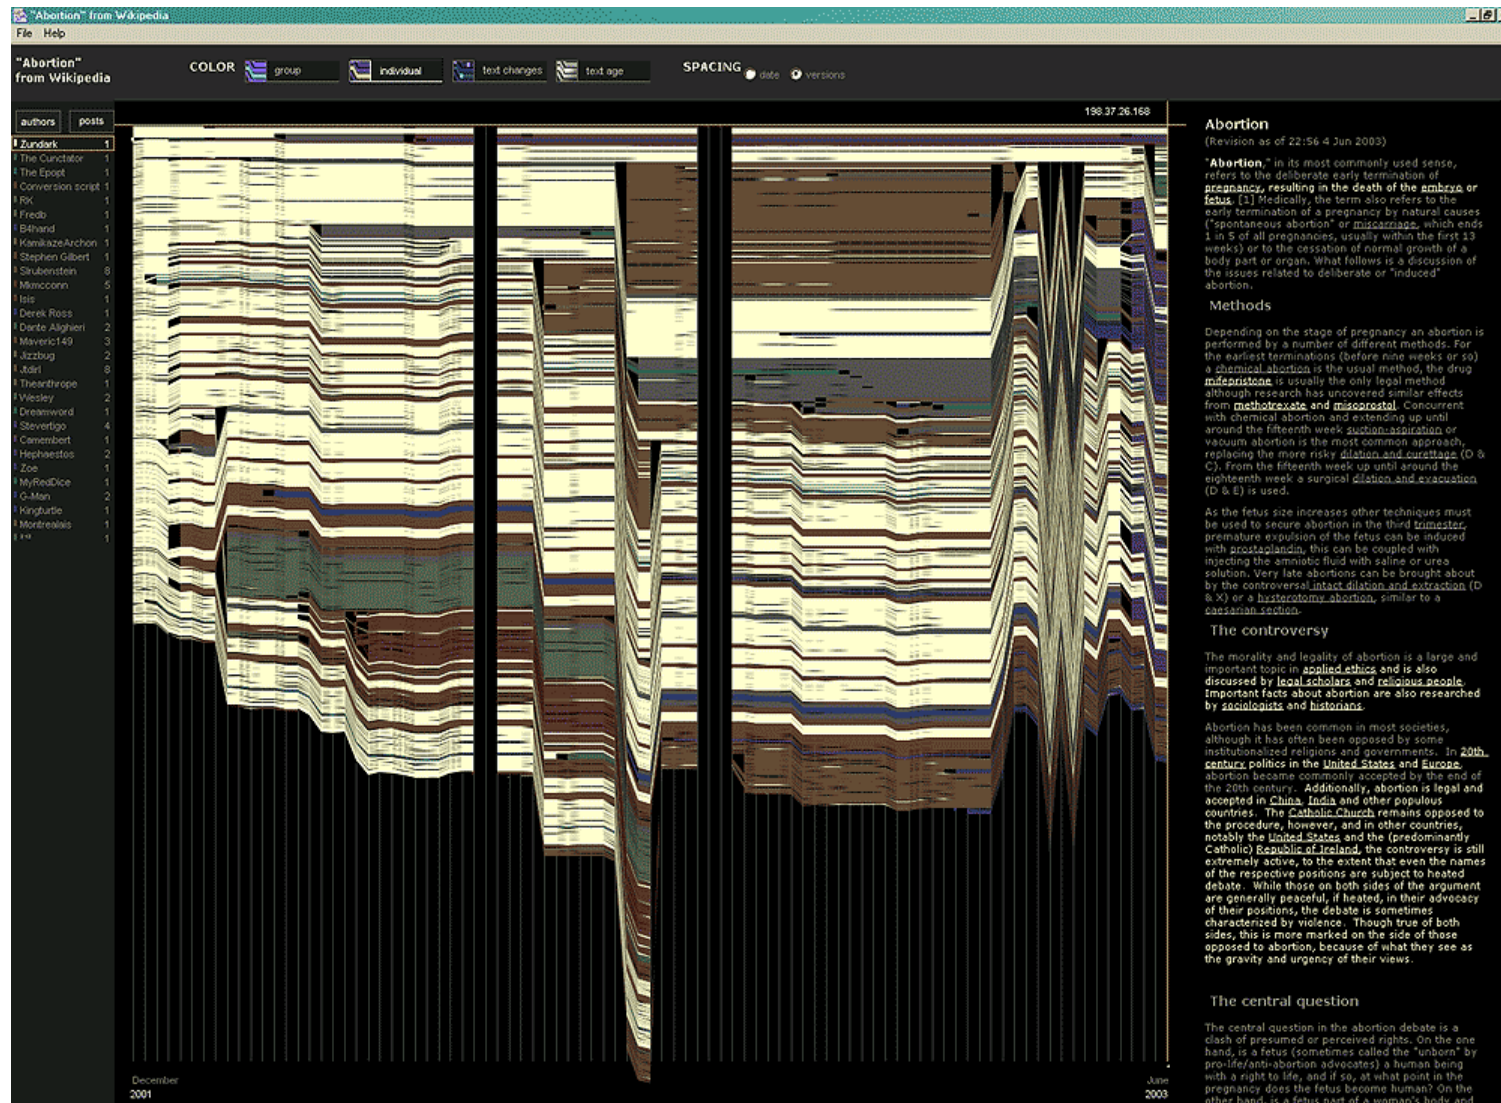 "Abortion" from Wikipedia
File Help
"Abortion"
from Wikipedia
COLOR group individual text changes text age SPACING date versions
authors posts
198.37.26.168
Zundark 1
The Cunctator 1
The Epopt 1
Conversion script 1
RK 1
Fredb 1
B4hand 1
KamikazeArchon 1
Stephen Gilbert 1
Slrubenstein 8
Mkmcconn 5
Isis 1
Derek Ross 1
Dante Alighieri 2
Maveric149 3
Jizzbug 2
Jtdirl 8
Theanthrope 1
Wesley 2
Dreamword 1
Stevertigo 4
Camembert 1
Hephaestos 2
Zoe 1
MyRedDice 1
G-Man 2
Kingturtle 1
Montrealais 1
1
December
2001
June
2003
Abortion
(Revision as of 22:56 4 Jun 2003)
"Abortion," in its most commonly used sense,
refers to the deliberate early termination of
pregnancy, resulting in the death of the embryo or
fetus. [1] Medically, the term also refers to the
early termination of a pregnancy by natural causes
("spontaneous abortion" or miscarriage, which ends
1 in 5 of all pregnancies, usually within the first 13
weeks) or to the cessation of normal growth of a
body part or organ. What follows is a discussion of
the issues related to deliberate or "induced"
abortion.
Methods
Depending on the stage of pregnancy an abortion is
performed by a number of different methods. For
the earliest terminations (before nine weeks or so)
a chemical abortion is the usual method, the drug
mifepristone is usually the only legal method
although research has uncovered similar effects
from methotrexate and misoprostol. Concurrent
with chemical abortion and extending up until
around the fifteenth week suction-aspiration or
vacuum abortion is the most common approach,
replacing the more risky dilation and curettage (D &
C). From the fifteenth week up until around the
eighteenth week a surgical dilation and evacuation
(D & E) is used.
As the fetus size increases other techniques must
be used to secure abortion in the third trimester,
premature expulsion of the fetus can be induced
with prostaglandin, this can be coupled with
injecting the amniotic fluid with saline or urea
solution. Very late abortions can be brought about
by the controversial intact dilation and extraction (D
& X) or a hysterotomy abortion, similar to a
caesarian section.
The controversy
The morality and legality of abortion is a large and
important topic in applied ethics and is also
discussed by legal scholars and religious people.
Important facts about abortion are also researched
by sociologists and historians.
Abortion has been common in most societies,
although it has often been opposed by some
institutionalized religions and governments. In 20th
century politics in the United States and Europe,
abortion became commonly accepted by the end of
the 20th century. Additionally, abortion is legal and
accepted in China, India and other populous
countries. The Catholic Church remains opposed to
the procedure, however, and in other countries,
notably the United States and the (predominantly
Catholic) Republic of Ireland, the controversy is still
extremely active, to the extent that even the names
of the respective positions are subject to heated
debate. While those on both sides of the argument
are generally peaceful, if heated, in their advocacy
of their positions, the debate is sometimes
characterized by violence. Though true of both
sides, this is more marked on the side of those
opposed to abortion, because of what they see as
the gravity and urgency of their views.
The central question
The central question in the abortion debate is a
clash of presumed or perceived rights. On the one
hand, is a fetus (sometimes called the "unborn" by
pro-life/anti-abortion advocates) a human being
with a right to life, and if so, at what point in the
pregnancy does the fetus become human? On the
other hand, is a fetus part of a woman's body and